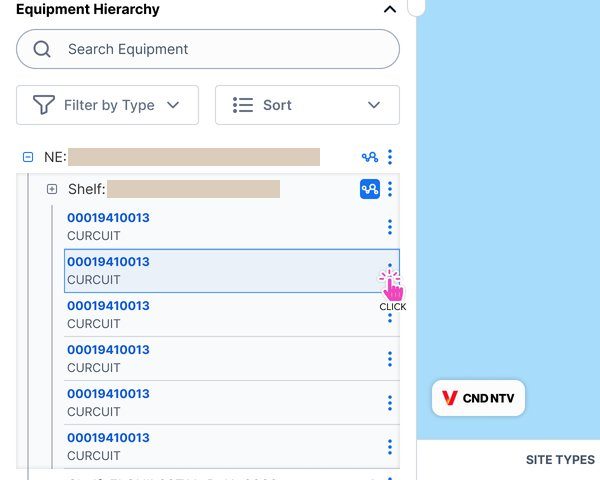 Equipment Hierarchy
Search Equipment
Filter by Type
Sort
NE:
Shelf:
00019410013
CURCUIT
00019410013
CURCUIT
CLICK
00019410013
CURCUIT
00019410013
CURCUIT
00019410013
CURCUIT
00019410013
CURCUIT
CND NTV
SITE TYPES